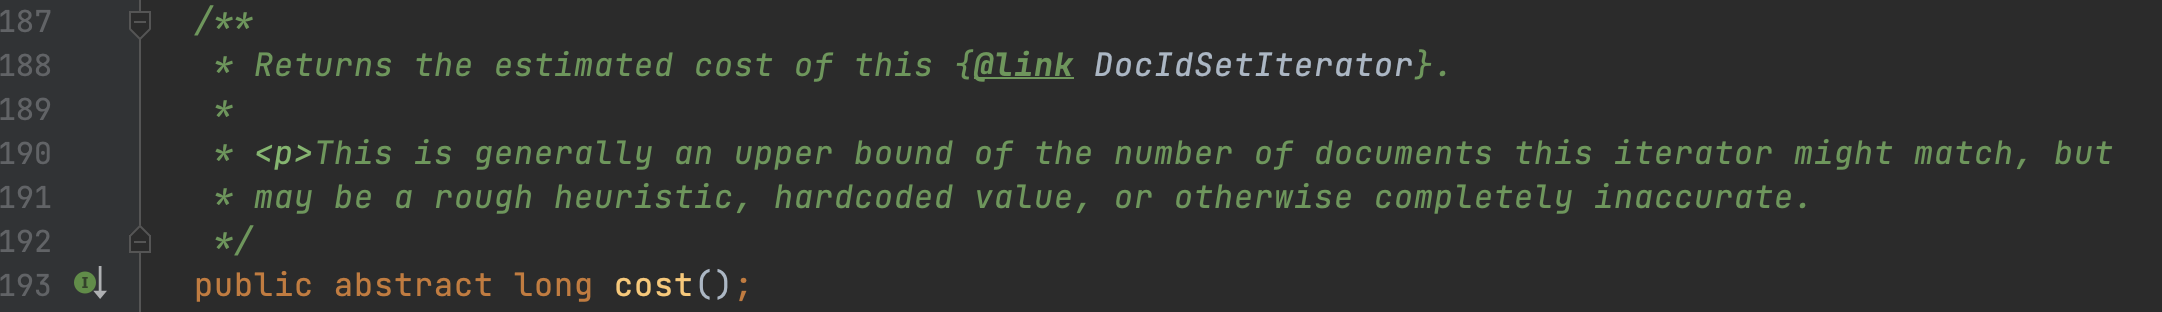 187 /**
188 * Returns the estimated cost of this {@link DocIdSetIterator}.
189 *
190 * <p>This is generally an upper bound of the number of documents this iterator might match, but
191 * may be a rough heuristic, hardcoded value, or otherwise completely inaccurate.
192 */
193 I public abstract long cost();